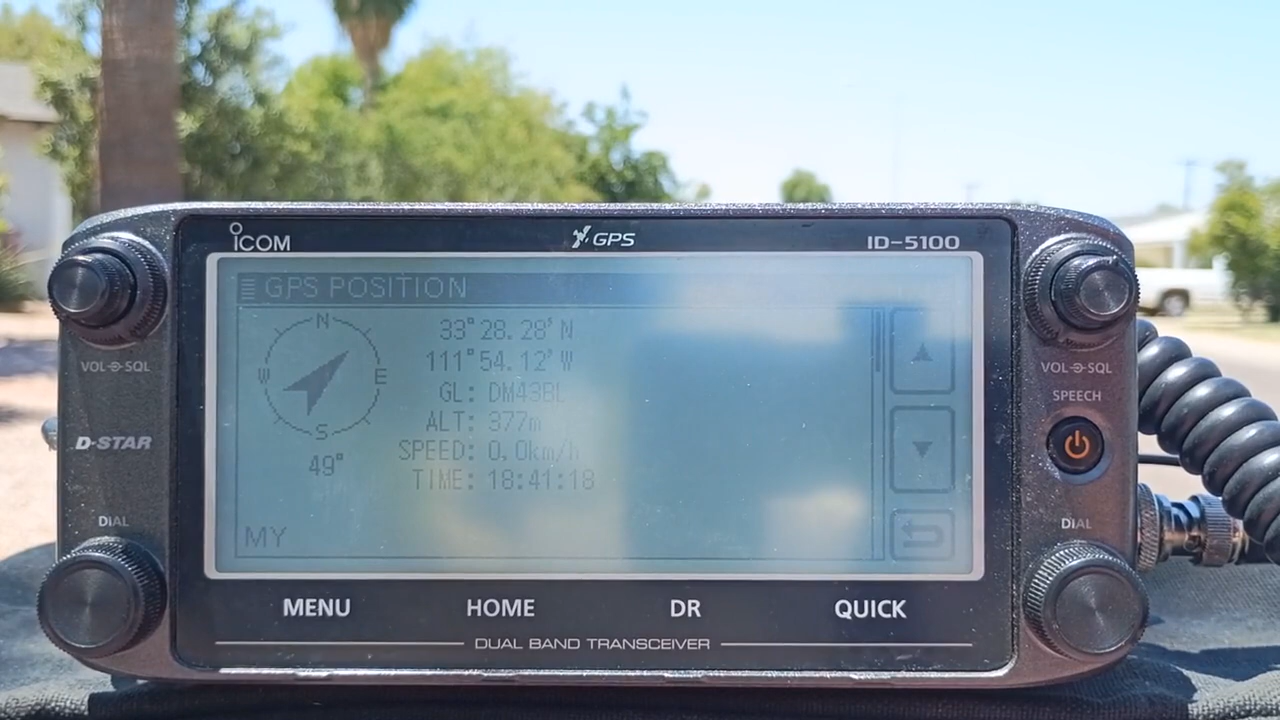 ICOM
GPS
ID-5100
GPS POSITION
N
W
E
S
49°
33°28.28' N
111°54.12' W
GL: DM43BL
ALT: 377m
SPEED: 0.0km/h
TIME: 18:41:18
MY
VOL SQL
D-STAR
DIAL
VOL SQL
SPEECH
DIAL
MENU HOME DR QUICK
DUAL BAND TRANSCEIVER